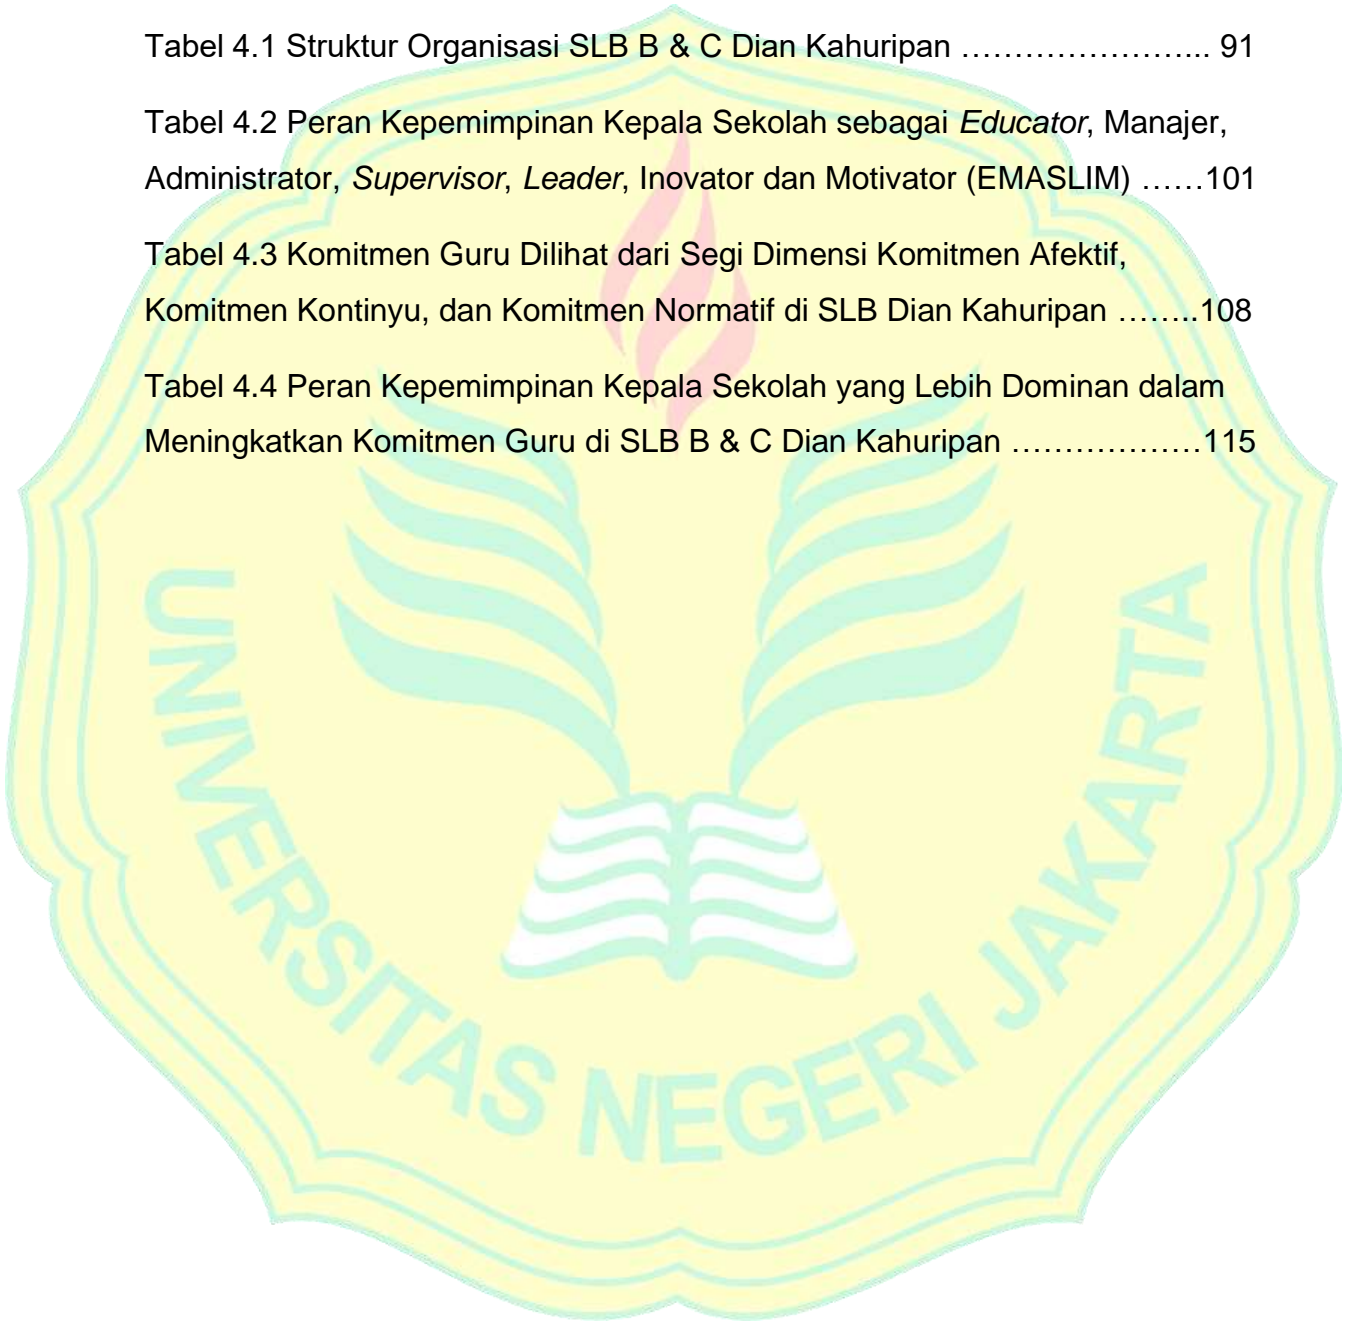 Tabel 4.1 Struktur Organisasi SLB B & C Dian Kahuripan …………………... 91
Tabel 4.2 Peran Kepemimpinan Kepala Sekolah sebagai Educator, Manajer,
Administrator, Supervisor, Leader, Inovator dan Motivator (EMASLIM) ……101
Tabel 4.3 Komitmen Guru Dilihat dari Segi Dimensi Komitmen Afektif,
Komitmen Kontinyu, dan Komitmen Normatif di SLB Dian Kahuripan ……..108
Tabel 4.4 Peran Kepemimpinan Kepala Sekolah yang Lebih Dominan dalam
Meningkatkan Komitmen Guru di SLB B & C Dian Kahuripan ………………115
UNIVERSITAS NEGERI JAKARTA